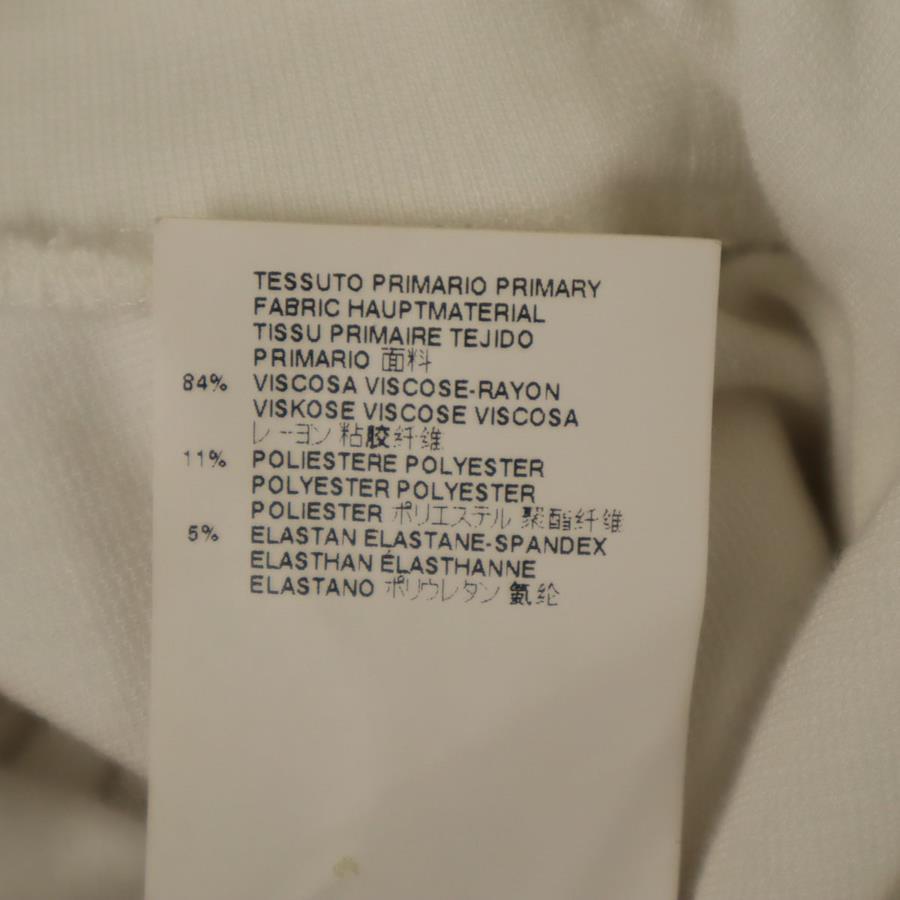 TESSUTO PRIMARIO PRIMARY
FABRIC HAUPTMATERIAL
TISSU PRIMAIRE TEJIDO
PRIMARIO 面料
84% VISCOSA VISCOSE-RAYON
VISKOSE VISCOSE VISCOSA
レーヨン 粘胶纤维
11% POLIESTERE POLYESTER
POLYESTER POLYESTER
POLIESTER ポリエステル 聚酯纤维
5% ELASTAN ELASTANE-SPANDEX
ELASTHAN ÉLASTHANNE
ELASTANO ポリウレタン 氨纶